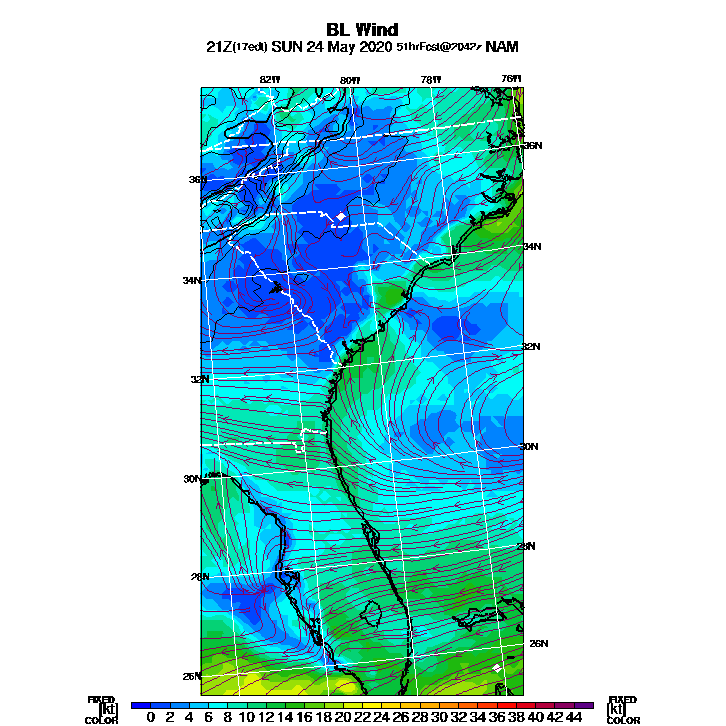 BL Wind
21Z(17edt) SUN 24 May 2020 51hrFcst@2042z NAM
82W 80W 78W 76W
36N
36N
34N
34N
32N
32N
30N
30N
28N
28N
26N
26N
FIXED FIXED
[kt] [kt]
COLOR COLOR
0 2 4 6 8 10 12 14 16 18 20 22 24 26 28 30 32 34 36 38 40 42 44